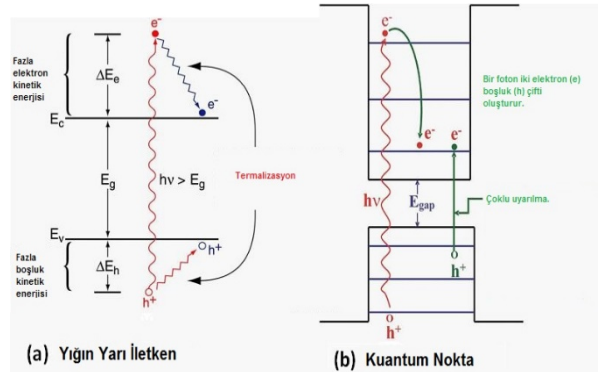 Fazla
elektron
kinetik
enerjisi
ΔEe
e⁻
e⁻
Ec
Eg
hν > Eg
Termalizasyon
Ev
Fazla
boşluk
kinetik
enerjisi
ΔEh
h⁺
h⁺
(a) Yığın Yarı İletken
e⁻
Bir foton iki elektron (e)
boşluk (h) çifti
oluşturur.
e⁻
e⁻
hν
Egap
Çoklu uyarılma.
h⁺
h⁺
(b) Kuantum Nokta